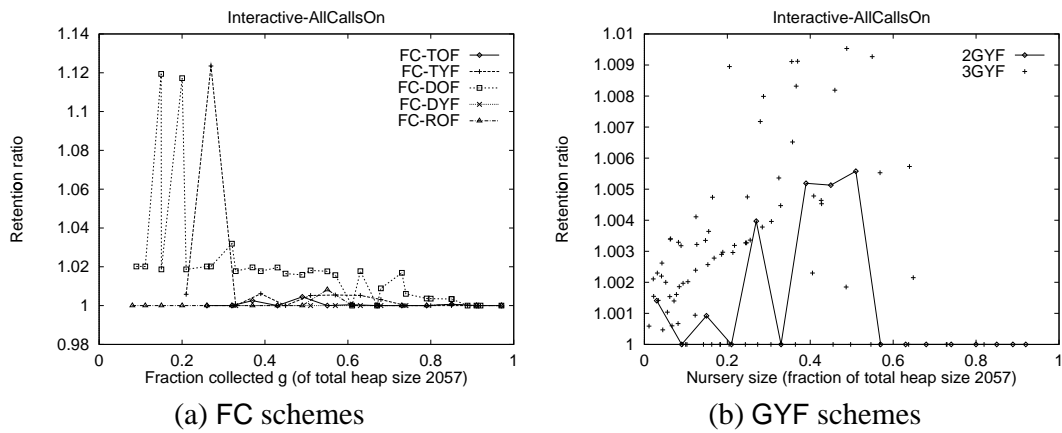 Interactive-AllCallsOn
1.14
1.12
1.1
1.08
1.06
1.04
1.02
1
0.98
Retention ratio
FC-TOF
FC-TYF
FC-DOF
FC-DYF
FC-ROF
0 0.2 0.4 0.6 0.8 1
Fraction collected g (of total heap size 2057)
(a) FC schemes
Interactive-AllCallsOn
1.01
1.009
1.008
1.007
1.006
1.005
1.004
1.003
1.002
1.001
1
Retention ratio
2GYF
3GYF
0 0.2 0.4 0.6 0.8 1
Nursery size (fraction of total heap size 2057)
(b) GYF schemes